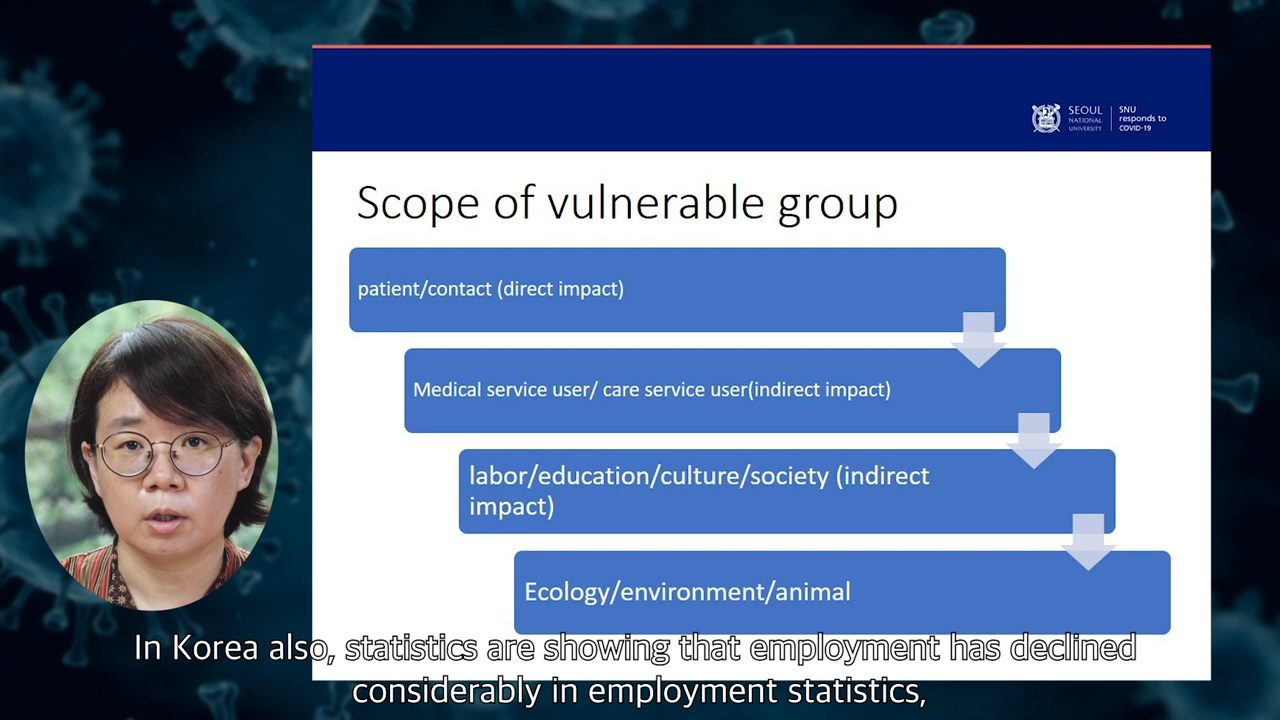 SEOUL
NATIONAL
UNIVERSITY
SNU
responds to
COVID-19
Scope of vulnerable group
patient/contact (direct impact)
Medical service user/ care service user(indirect impact)
labor/education/culture/society (indirect
impact)
Ecology/environment/animal
In Korea also, statistics are showing that employment has declined
considerably in employment statistics,